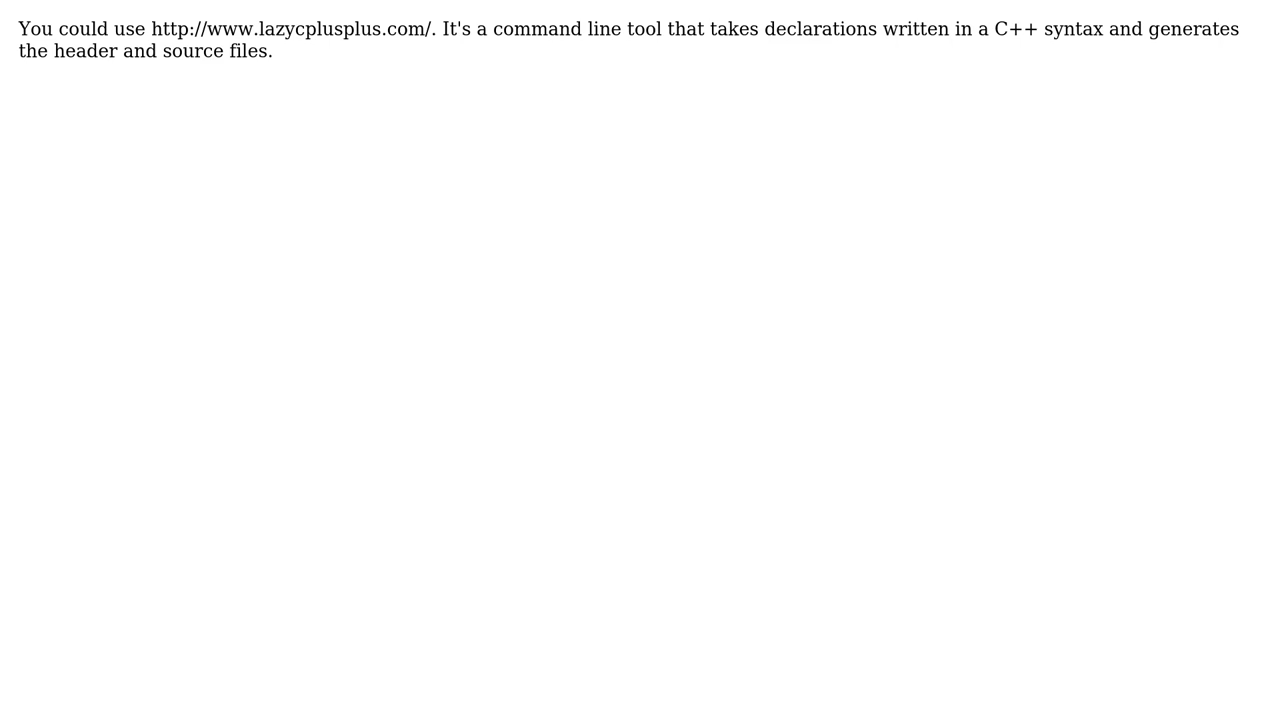 You could use http://www.lazycplusplus.com/. It's a command line tool that takes declarations written in a C++ syntax and generates
the header and source files.